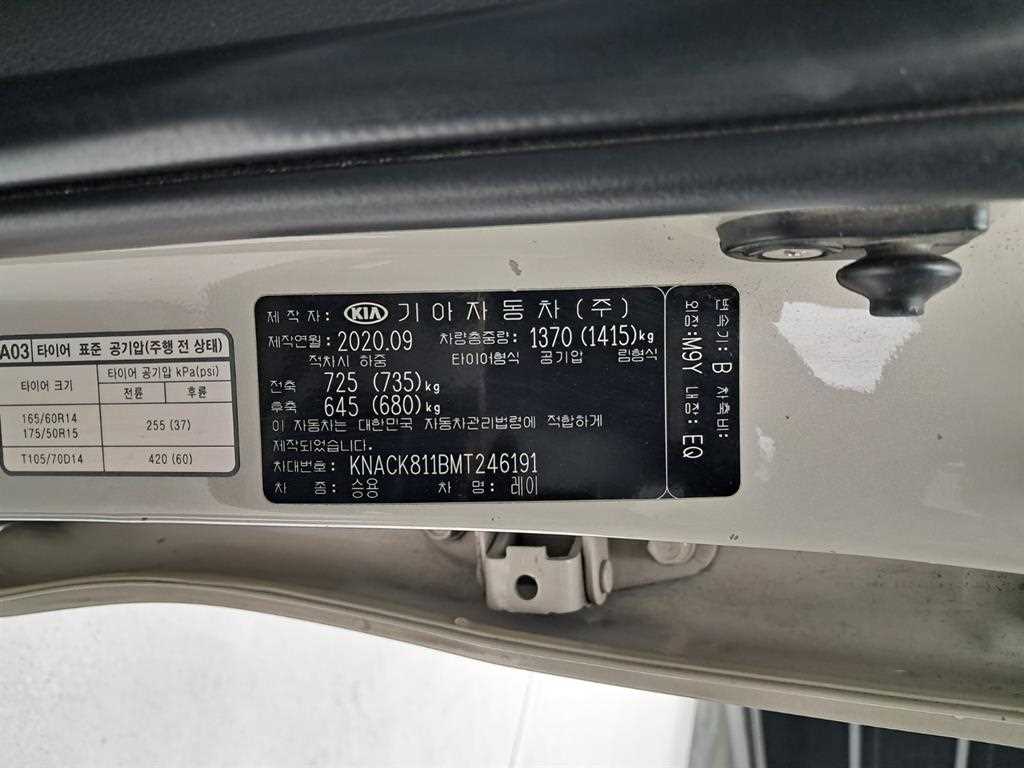 A03 타이어 표준 공기압(주행 전 상태)
타이어 크기 타이어 공기압 kPa(psi)
전륜 후륜
165/60R14
175/50R15
255 (37)
T105/70D14 420 (60)
제 작 자: KIA 기아자동차(주)
제작연월: 2020.09 차량총중량: 1370 (1415)kg
적차시 하중 타이어형식 공기압 림형식
전축 725 (735)kg
후축 645 (680)kg
이 자동차는 대한민국 자동차관리법령에 적합하게
제작되었습니다.
차대번호: KNACK811BMT246191
차 종: 승용 차 명: 레이
변속기: B 차축비:
외장: M9Y 내장: EQ